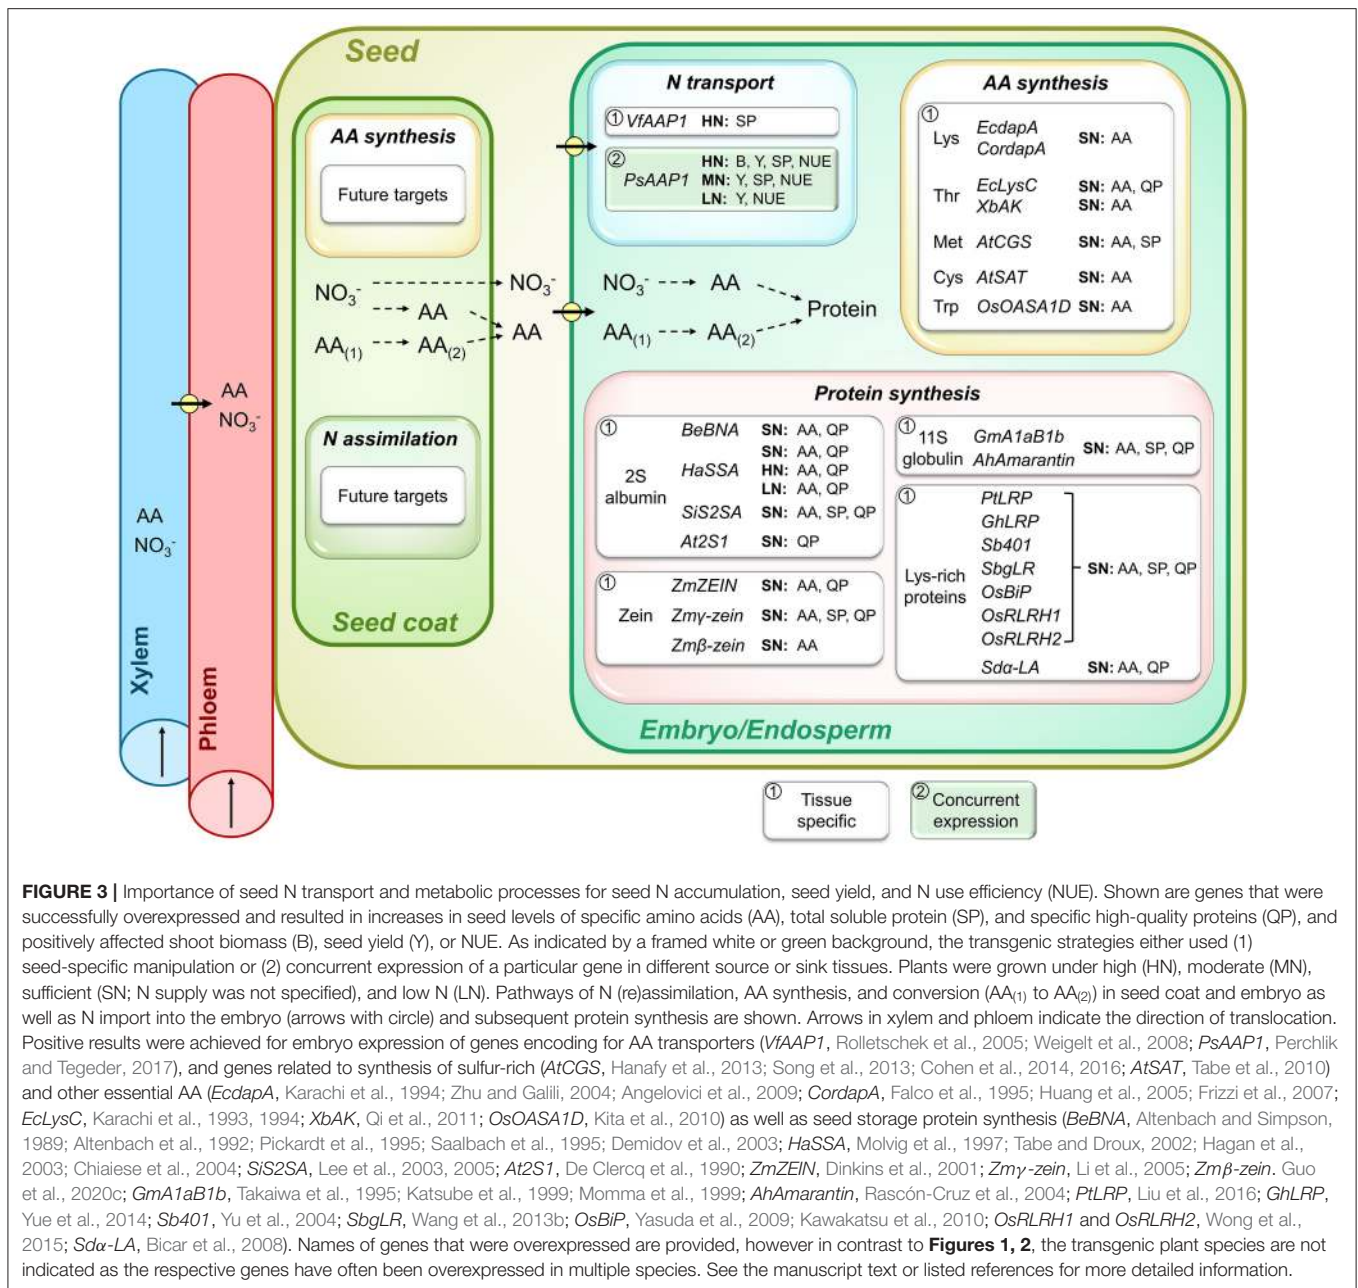 Seed
AA synthesis
Future targets
NO3- NO3-
AA
AA(1) AA(2) AA
N assimilation
Future targets
Seed coat
Xylem
AA
NO3-
Phloem
AA
NO3-
N transport
① VfAAP1 HN: SP
② PsAAP1 HN: B, Y, SP, NUE
MN: Y, SP, NUE
LN: Y, NUE
NO3- AA
Protein
AA(1) AA(2)
AA synthesis
①
Lys EcdapA
CordapA SN: AA
Thr EcLysC SN: AA, QP
XbAK SN: AA
Met AtCGS SN: AA, SP
Cys AtSAT SN: AA
Trp OsOASA1D SN: AA
Protein synthesis
①
2S albumin
BeBNA SN: AA, QP
HaSSA SN: AA, QP
HN: AA, QP
LN: AA, QP
SiS2SA SN: AA, SP, QP
At2S1 SN: QP
①
Zein
ZmZEIN SN: AA, QP
Zmγ-zein SN: AA, SP, QP
Zmβ-zein SN: AA
①
11S globulin
GmA1aB1b
AhAmarantin SN: AA, SP, QP
①
Lys-rich proteins
PtLRP
GhLRP
Sb401
SbgLR SN: AA, SP, QP
OsBiP
OsRLRH1
OsRLRH2
Sdα-LA SN: AA, QP
Embryo/Endosperm
① Tissue specific
② Concurrent expression
FIGURE 3 | Importance of seed N transport and metabolic processes for seed N accumulation, seed yield, and N use efficiency (NUE). Shown are genes that were
successfully overexpressed and resulted in increases in seed levels of specific amino acids (AA), total soluble protein (SP), and specific high-quality proteins (QP), and
positively affected shoot biomass (B), seed yield (Y), or NUE. As indicated by a framed white or green background, the transgenic strategies either used (1)
seed-specific manipulation or (2) concurrent expression of a particular gene in different source or sink tissues. Plants were grown under high (HN), moderate (MN),
sufficient (SN; N supply was not specified), and low N (LN). Pathways of N (re)assimilation, AA synthesis, and conversion (AA(1) to AA(2)) in seed coat and embryo as
well as N import into the embryo (arrows with circle) and subsequent protein synthesis are shown. Arrows in xylem and phloem indicate the direction of translocation.
Positive results were achieved for embryo expression of genes encoding for AA transporters (VfAAP1, Rolletschek et al., 2005; Weigelt et al., 2008; PsAAP1, Perchlik
and Tegeder, 2017), and genes related to synthesis of sulfur-rich (AtCGS, Hanafy et al., 2013; Song et al., 2013; Cohen et al., 2014, 2016; AtSAT, Tabe et al., 2010)
and other essential AA (EcdapA, Karachi et al., 1994; Zhu and Galili, 2004; Angelovici et al., 2009; CordapA, Falco et al., 1995; Huang et al., 2005; Frizzi et al., 2007;
EcLysC, Karachi et al., 1993, 1994; XbAK, Qi et al., 2011; OsOASA1D, Kita et al., 2010) as well as seed storage protein synthesis (BeBNA, Altenbach and Simpson,
1989; Altenbach et al., 1992; Pickardt et al., 1995; Saalbach et al., 1995; Demidov et al., 2003; HaSSA, Molvig et al., 1997; Tabe and Droux, 2002; Hagan et al.,
2003; Chiaiese et al., 2004; SiS2SA, Lee et al., 2003, 2005; At2S1, De Clercq et al., 1990; ZmZEIN, Dinkins et al., 2001; Zmγ-zein, Li et al., 2005; Zmβ-zein. Guo
et al., 2020c; GmA1aB1b, Takaiwa et al., 1995; Katsube et al., 1999; Momma et al., 1999; AhAmarantin, Rascón-Cruz et al., 2004; PtLRP, Liu et al., 2016; GhLRP,
Yue et al., 2014; Sb401, Yu et al., 2004; SbgLR, Wang et al., 2013b; OsBiP, Yasuda et al., 2009; Kawakatsu et al., 2010; OsRLRH1 and OsRLRH2, Wong et al.,
2015; Sdα-LA, Bicar et al., 2008). Names of genes that were overexpressed are provided, however in contrast to Figures 1, 2, the transgenic plant species are not
indicated as the respective genes have often been overexpressed in multiple species. See the manuscript text or listed references for more detailed information.